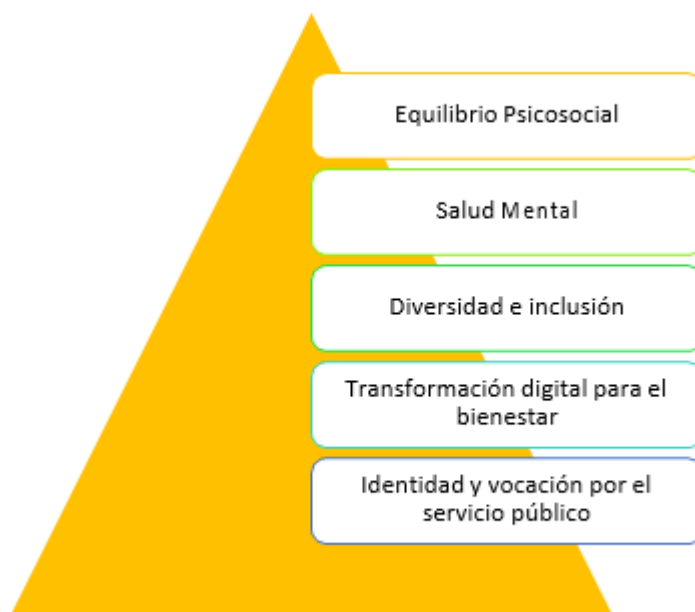 Equilibrio Psicosocial
Salud Mental
Diversidad e inclusión
Transformación digital para el
bienestar
Identidad y vocación por el
servicio público